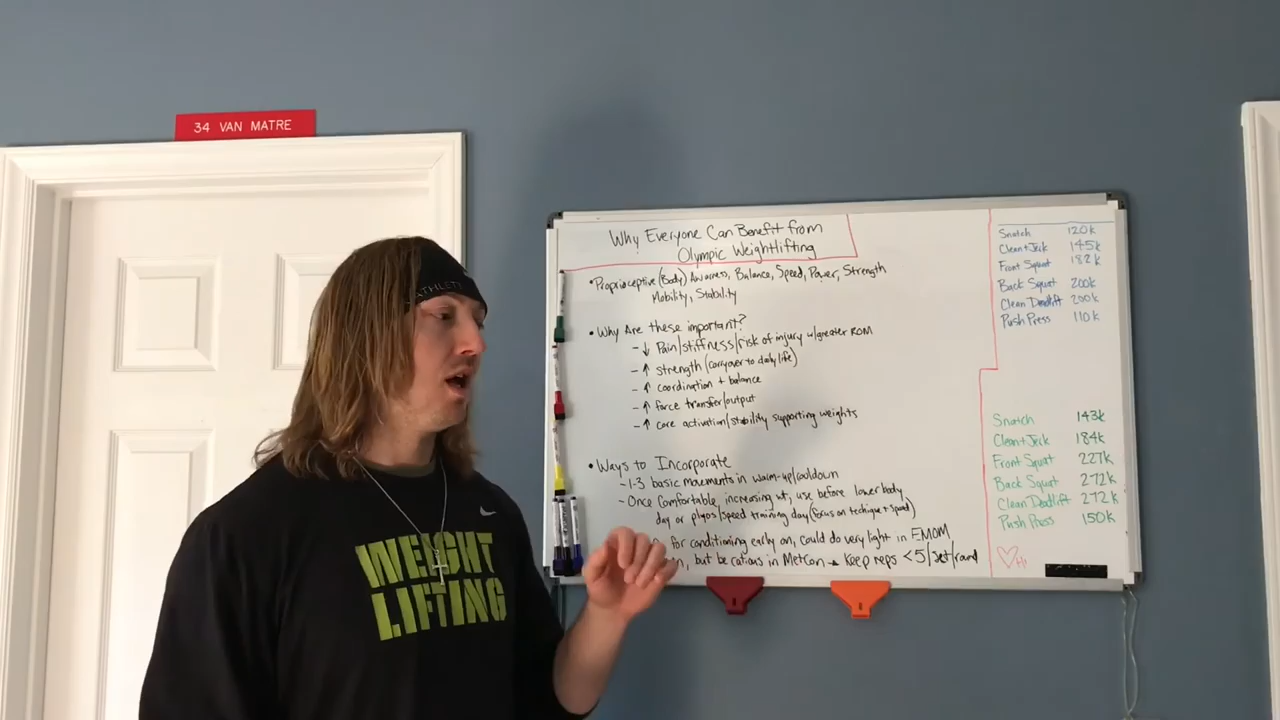 34 VAN MATRE
ATHLETE
WEIGHT
LIFTING
Why Everyone Can Benefit from
Olympic Weightlifting
• Proprioceptive (Body) Awarness, Balance, Speed, Power, Strength
Mobility, Stability
• Why Are these important?
- ↓ Pain/stiffness/risk of injury w/greater ROM
- ↑ strength (carryover to daily life)
- ↑ coordination + balance
- ↑ force transfer/output
- ↑ core activation/stability supporting weights
• Ways to Incorporate
- 1-3 basic movements in warm-up/cooldown
- Once Comfortable, increasing wt, use before lower body
day or plyos/speed training day (focus on techique + speed)
for conditioning early on, could do very light in EMOM
but be catious in MetCon → Keep reps <5/set/round
Snatch 120k
Clean+Jerk 145k
Front Squat 182k
Back Squat 200k
Clean Deadlift 200k
Push Press 110k
Snatch 143k
Clean+Jerk 184k
Front Squat 227k
Back Squat 272k
Clean Deadlift 272k
Push Press 150k